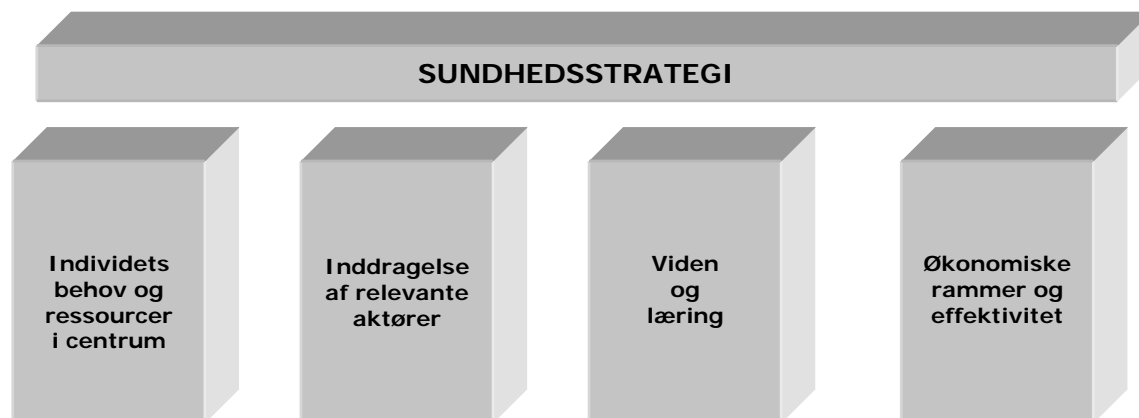 SUNDHEDSSTRATEGI
Individets
behov og
ressourcer
i centrum
Inddragelse
af relevante
aktører
Viden
og
læring
Økonomiske
rammer og
effektivitet